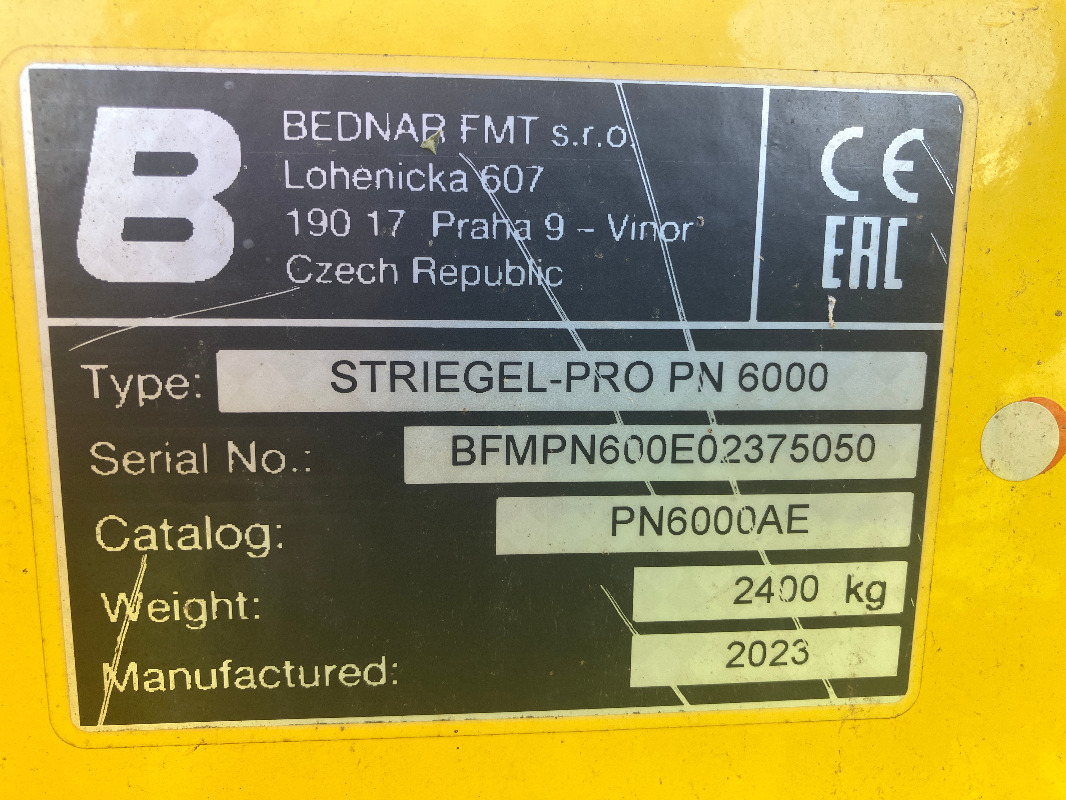 B
BEDNAR FMT s.r.o.
Lohenicka 607
190 17 Praha 9 - Vinor
Czech Republic
CE
EAC
Type: STRIEGEL-PRO PN 6000
Serial No.: BFMPN600E02375050
Catalog: PN6000AE
Weight: 2400 kg
Manufactured: 2023